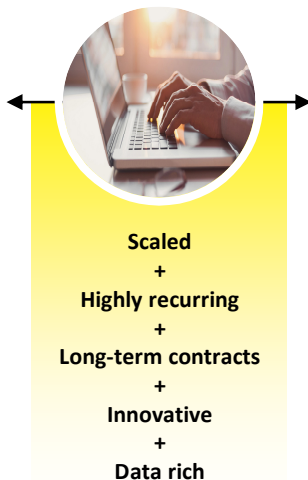 Scaled
+
Highly recurring
+
Long-term contracts
+
Innovative
+
Data rich